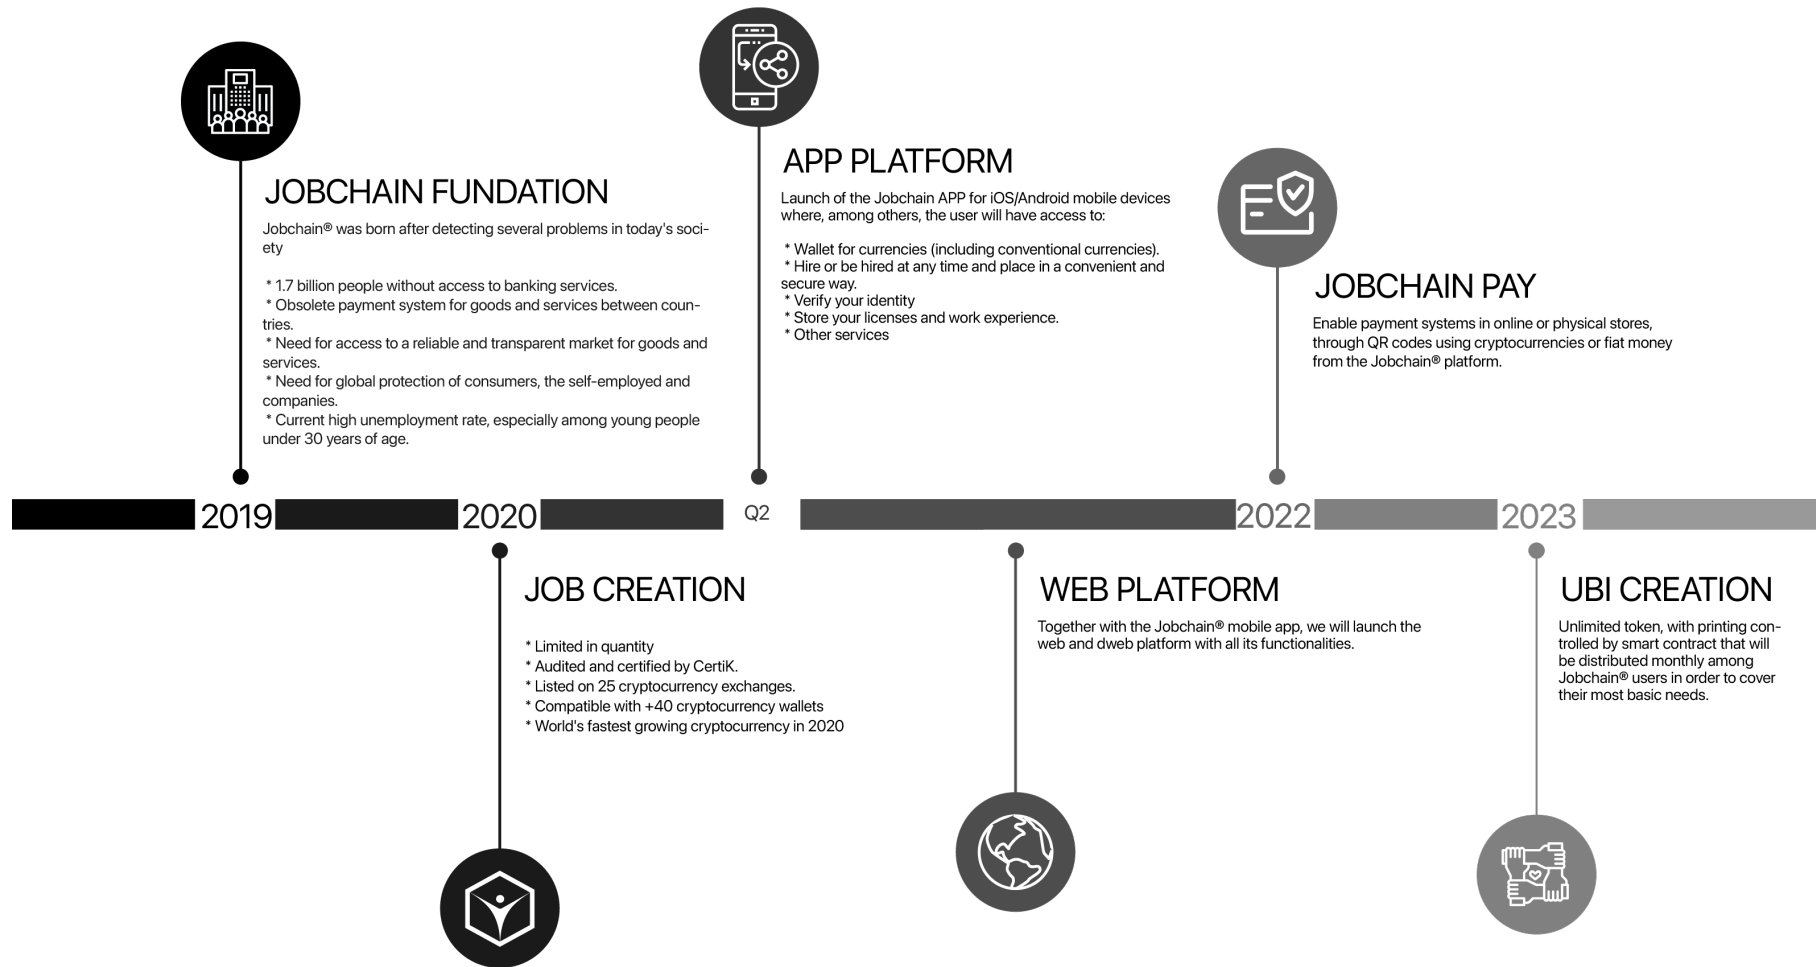 JOBCHAIN FUNDATION
Jobchain® was born after detecting several problems in today's soci-
ety
* 1.7 billion people without access to banking services.
* Obsolete payment system for goods and services between coun-
tries.
* Need for access to a reliable and transparent market for goods and
services.
* Need for global protection of consumers, the self-employed and
companies.
* Current high unemployment rate, especially among young people
under 30 years of age.
APP PLATFORM
Launch of the Jobchain APP for iOS/Android mobile devices
where, among others, the user will have access to:
* Wallet for currencies (including conventional currencies).
* Hire or be hired at any time and place in a convenient and
secure way.
* Verify your identity
* Store your licenses and work experience.
* Other services
JOBCHAIN PAY
Enable payment systems in online or physical stores,
through QR codes using cryptocurrencies or fiat money
from the Jobchain® platform.
2019
2020
Q2
2022
2023
JOB CREATION
* Limited in quantity
* Audited and certified by CertiK.
* Listed on 25 cryptocurrency exchanges.
* Compatible with +40 cryptocurrency wallets
* World's fastest growing cryptocurrency in 2020
WEB PLATFORM
Together with the Jobchain® mobile app, we will launch the
web and dweb platform with all its functionalities.
UBI CREATION
Unlimited token, with printing con-
trolled by smart contract that will
be distributed monthly among
Jobchain® users in order to cover
their most basic needs.